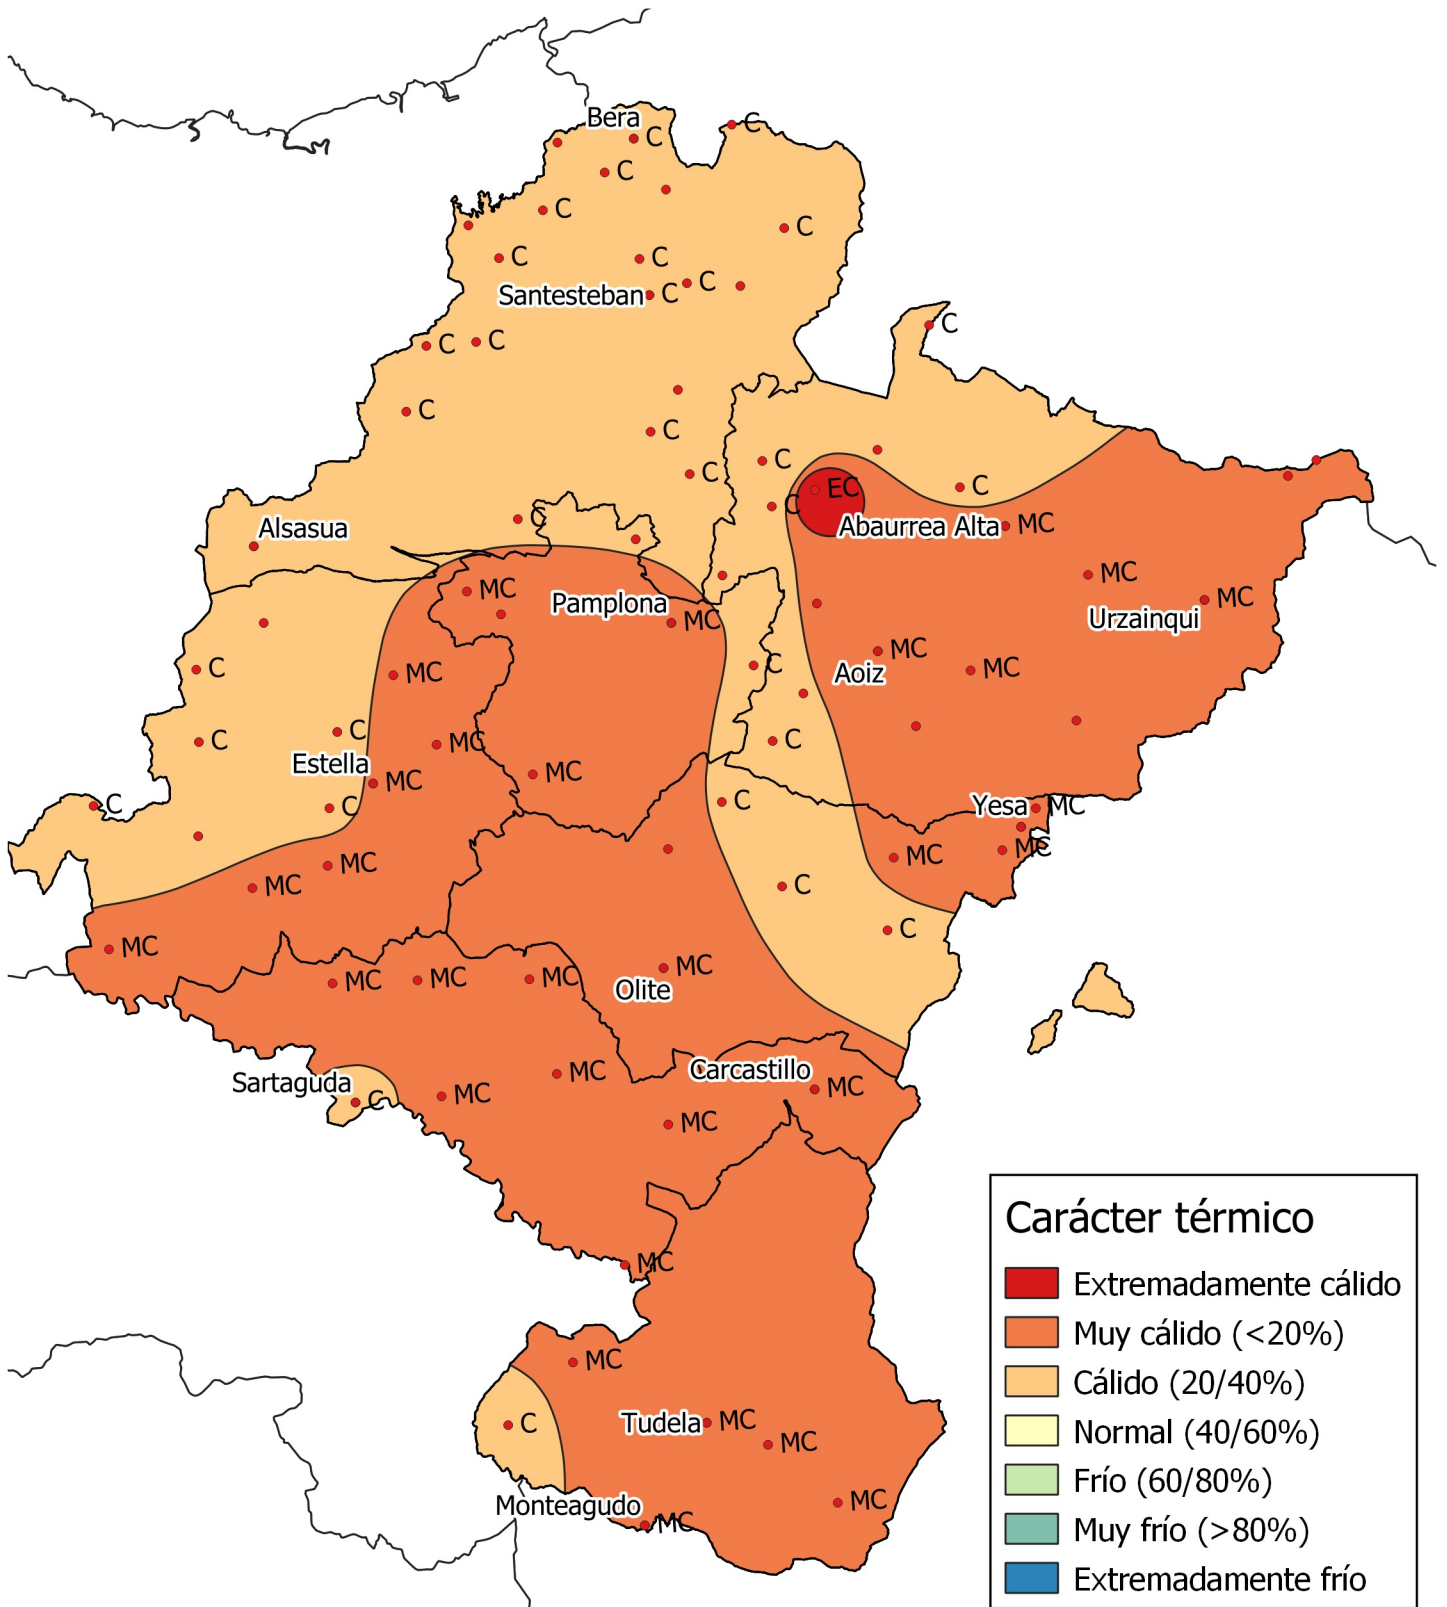 Bera
C
C
C
C
C
C
C
C
Santesteban
C
C
C
C
C
C
C
C
C
C
EC
C
C
Abaurrea Alta
MC
Alsasua
MC
MC
MC
Urzainqui
Pamplona
MC
MC
C
C
MC
Aoiz
MC
C
C
MC
C
Estella
MC
MC
C
C
C
Yesa
MC
MC
MC
MC
MC
C
C
MC
MC
MC
MC
MC
Olite
Carcastillo
Sartaguda
C
MC
MC
MC
MC
MC
MC
C
Tudela
MC
MC
MC
Monteagudo
MC
Carácter térmico
Extremadamente cálido
Muy cálido (<20%)
Cálido (20/40%)
Normal (40/60%)
Frío (60/80%)
Muy frío (>80%)
Extremadamente frío